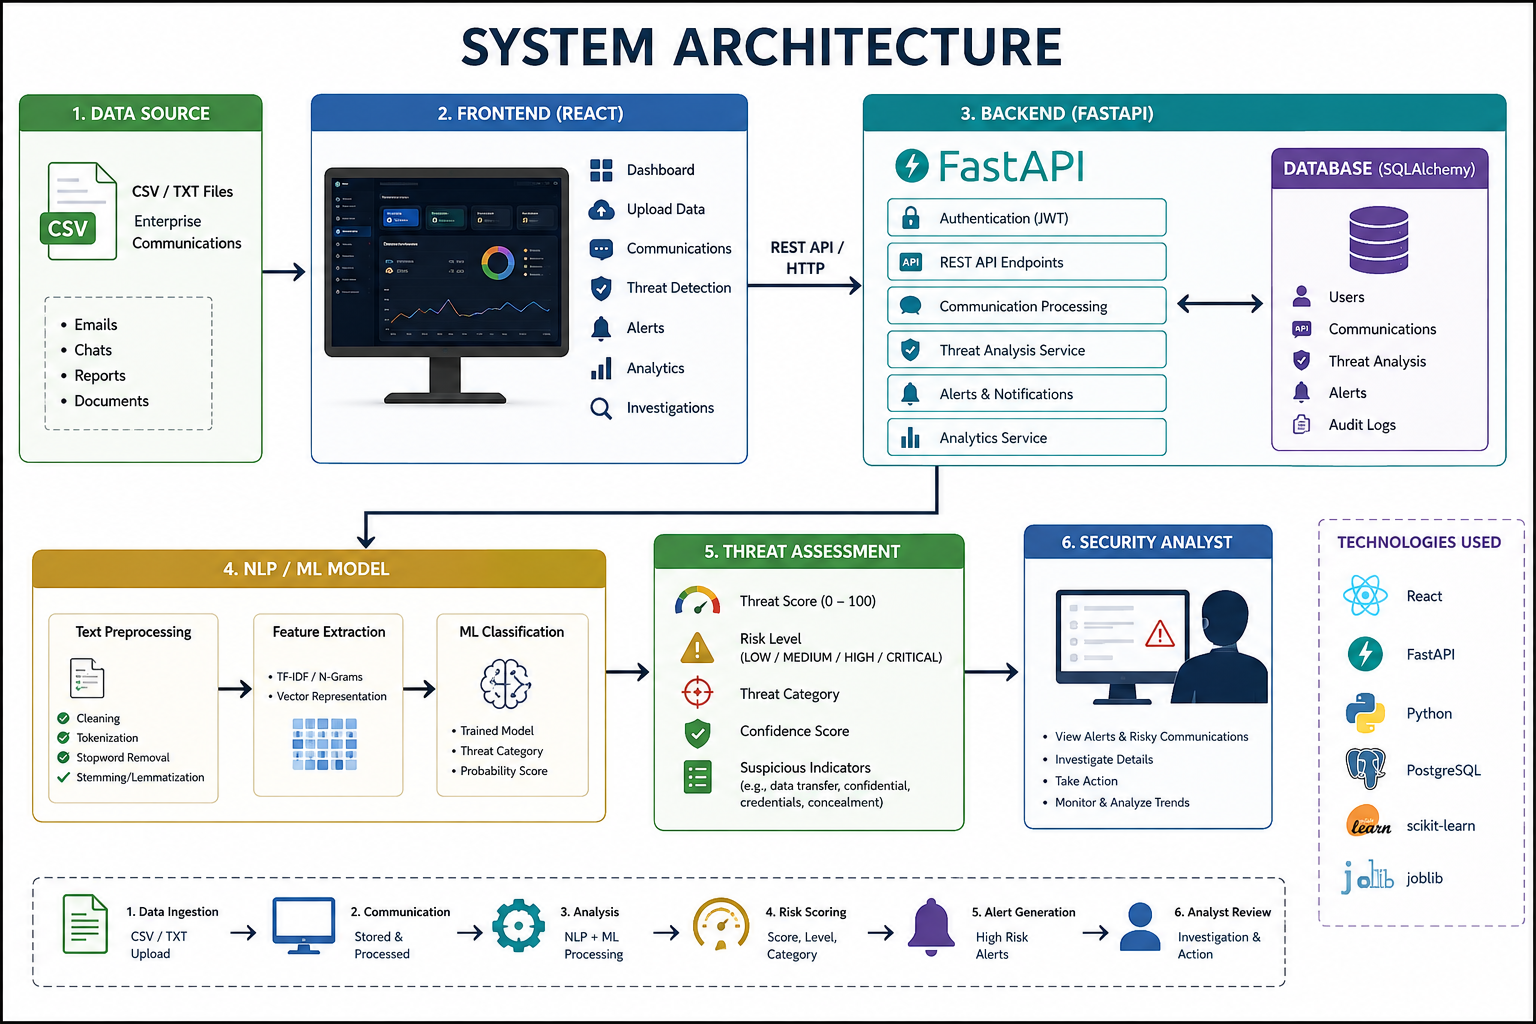 SYSTEM ARCHITECTURE
1. DATA SOURCE
CSV
CSV / TXT Files
Enterprise
Communications
• Emails
• Chats
• Reports
• Documents
2. FRONTEND (REACT)
Dashboard
Upload Data
Communications
Threat Detection
Alerts
Analytics
Investigations
REST API /
HTTP
3. BACKEND (FASTAPI)
FastAPI
Authentication (JWT)
API
REST API Endpoints
Communication Processing
Threat Analysis Service
Alerts & Notifications
Analytics Service
DATABASE (SQLAlchemy)
Users
API
Communications
Threat Analysis
Alerts
Audit Logs
4. NLP / ML MODEL
Text Preprocessing
Cleaning
Tokenization
Stopword Removal
Stemming/Lemmatization
Feature Extraction
• TF-IDF / N-Grams
• Vector Representation
ML Classification
• Trained Model
• Threat Category
• Probability Score
5. THREAT ASSESSMENT
Threat Score (0 – 100)
Risk Level
(LOW / MEDIUM / HIGH / CRITICAL)
Threat Category
Confidence Score
Suspicious Indicators
(e.g., data transfer, confidential,
credentials, concealment)
6. SECURITY ANALYST
• View Alerts & Risky Communications
• Investigate Details
• Take Action
• Monitor & Analyze Trends
TECHNOLOGIES USED
React
FastAPI
Python
PostgreSQL
learn
scikit-learn
joblib
joblib
1. Data Ingestion
CSV / TXT
Upload
2. Communication
Stored &
Processed
3. Analysis
NLP + ML
Processing
4. Risk Scoring
Score, Level,
Category
5. Alert Generation
High Risk
Alerts
6. Analyst Review
Investigation &
Action